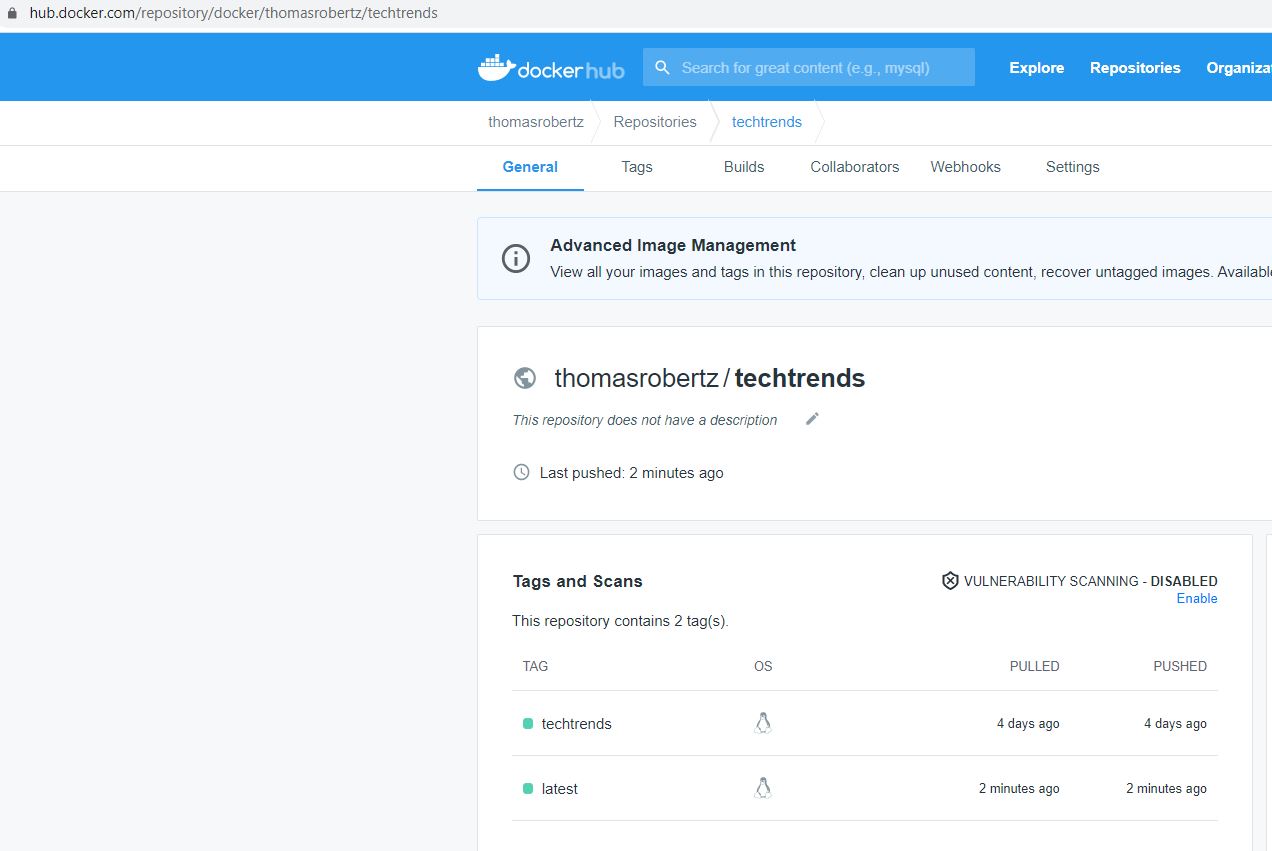 hub.docker.com/repository/docker/thomasrobertz/techtrends
docker hub Search for great content (e.g., mysql) Explore Repositories Organiza
thomasrobertz Repositories techtrends
General Tags Builds Collaborators Webhooks Settings
Advanced Image Management
View all your images and tags in this repository, clean up unused content, recover untagged images. Availabl
thomasrobertz / techtrends
This repository does not have a description
Last pushed: 2 minutes ago
Tags and Scans VULNERABILITY SCANNING - DISABLED
Enable
This repository contains 2 tag(s).
TAG OS PULLED PUSHED
techtrends 4 days ago 4 days ago
latest 2 minutes ago 2 minutes ago